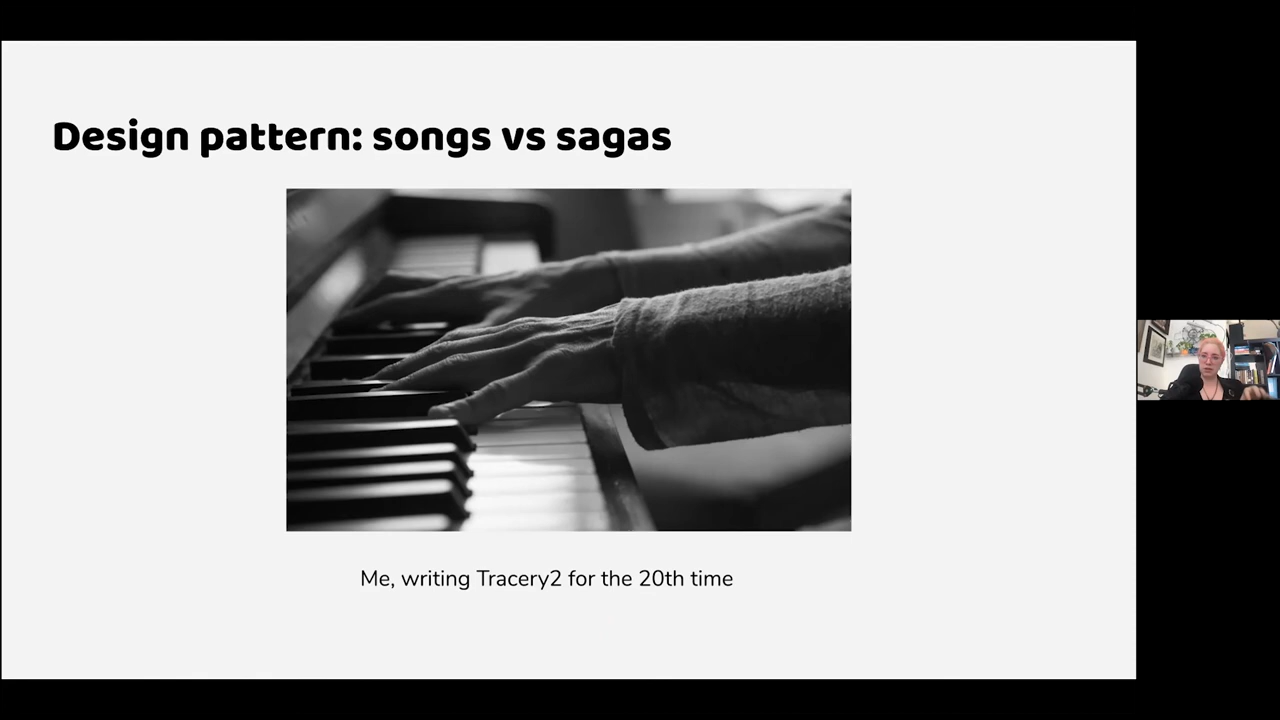 Design pattern: songs vs sagas
Me, writing Tracery2 for the 20th time